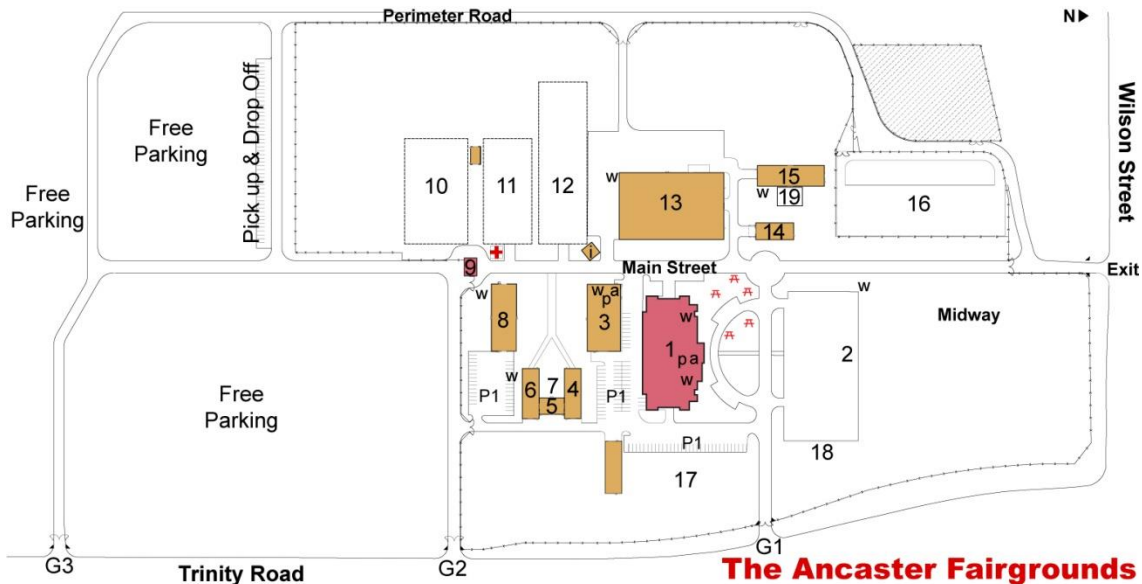 Perimeter Road
N
Wilson Street
Pick up & Drop Off
Free
Parking
Free
Parking
10
11
12
w
13
15
w
19
14
16
9
i
Main Street
Exit
w
8
w
p
a
3
w
1
p a
w
w
2
Midway
Free
Parking
P1
w
6
7
5
4
P1
P1
17
18
G3
Trinity Road
G2
G1
The Ancaster Fairgrounds